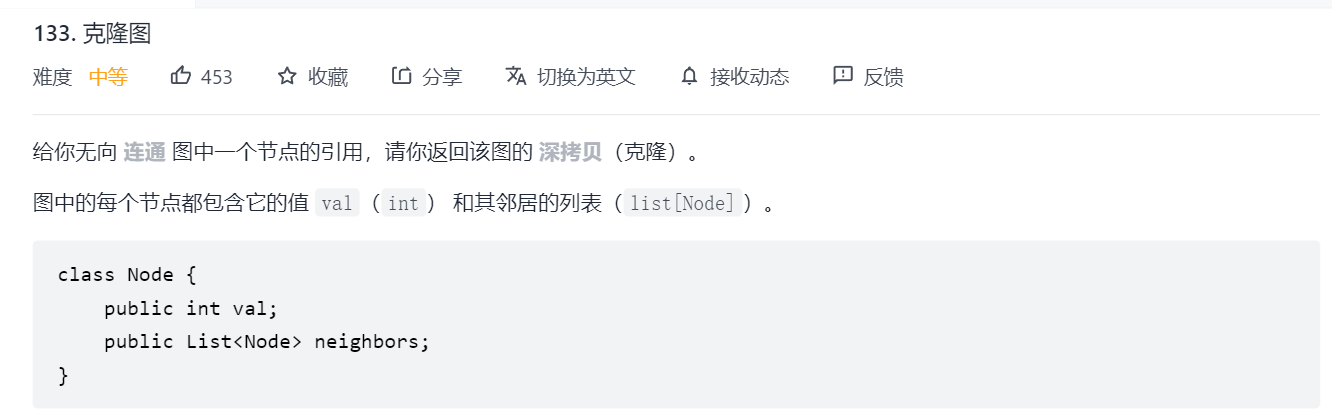 133. 克隆图
难度 中等 453 收藏 分享 切换为英文 接收动态 反馈
给你无向 连通 图中一个节点的引用，请你返回该图的 深拷贝（克隆）。
图中的每个节点都包含它的值 val（int） 和其邻居的列表（list[Node]）。
class Node {
    public int val;
    public List<Node> neighbors;
}